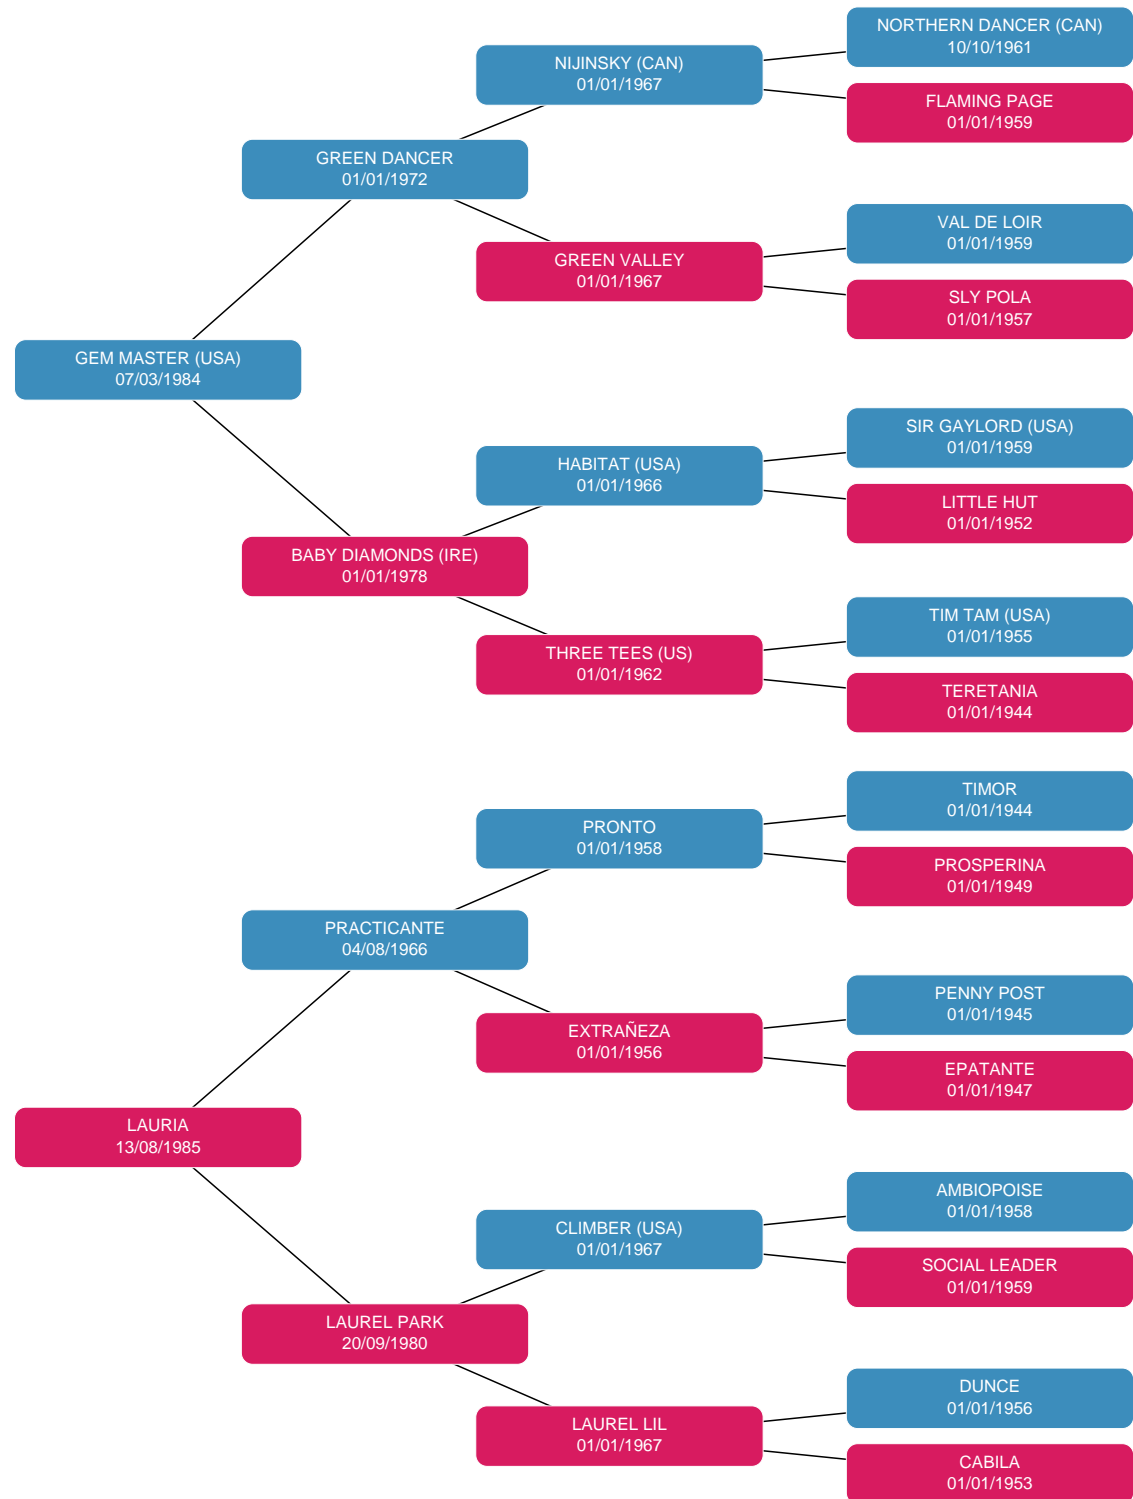 NORTHERN DANCER (CAN)
10/10/1961
NIJINSKY (CAN)
01/01/1967
FLAMING PAGE
01/01/1959
GREEN DANCER
01/01/1972
VAL DE LOIR
01/01/1959
GREEN VALLEY
01/01/1967
SLY POLA
01/01/1957
GEM MASTER (USA)
07/03/1984
SIR GAYLORD (USA)
01/01/1959
HABITAT (USA)
01/01/1966
LITTLE HUT
01/01/1952
BABY DIAMONDS (IRE)
01/01/1978
TIM TAM (USA)
01/01/1955
THREE TEES (US)
01/01/1962
TERETANIA
01/01/1944
TIMOR
01/01/1944
PRONTO
01/01/1958
PROSPERINA
01/01/1949
PRACTICANTE
04/08/1966
PENNY POST
01/01/1945
EXTRAÑEZA
01/01/1956
EPATANTE
01/01/1947
LAURIA
13/08/1985
AMBIOPOISE
01/01/1958
CLIMBER (USA)
01/01/1967
SOCIAL LEADER
01/01/1959
LAUREL PARK
20/09/1980
DUNCE
01/01/1956
LAUREL LIL
01/01/1967
CABILA
01/01/1953